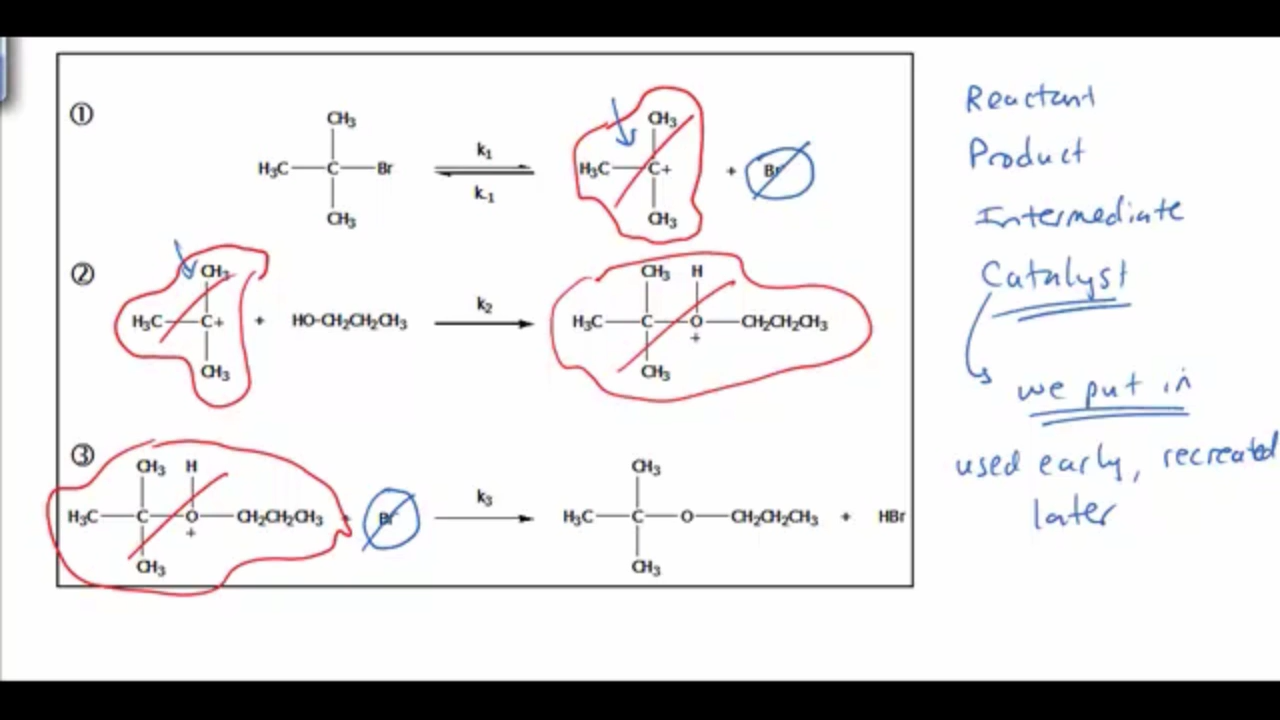 ①
CH₃
H₃C—C—Br
CH₃
k₁
k₋₁
CH₃
H₃C—C+
CH₃
+ Br⁻
②
CH₃
H₃C—C+
CH₃
+ HO-CH₂CH₂CH₃
k₂
CH₃ H
H₃C—C—O—CH₂CH₂CH₃
+
CH₃
③
CH₃ H
H₃C—C—O—CH₂CH₂CH₃ + Br⁻
+
CH₃
k₃
CH₃
H₃C—C—O—CH₂CH₂CH₃ + HBr
CH₃
Reactant
Product
Intermediate
Catalyst
we put in
used early, recreated
later